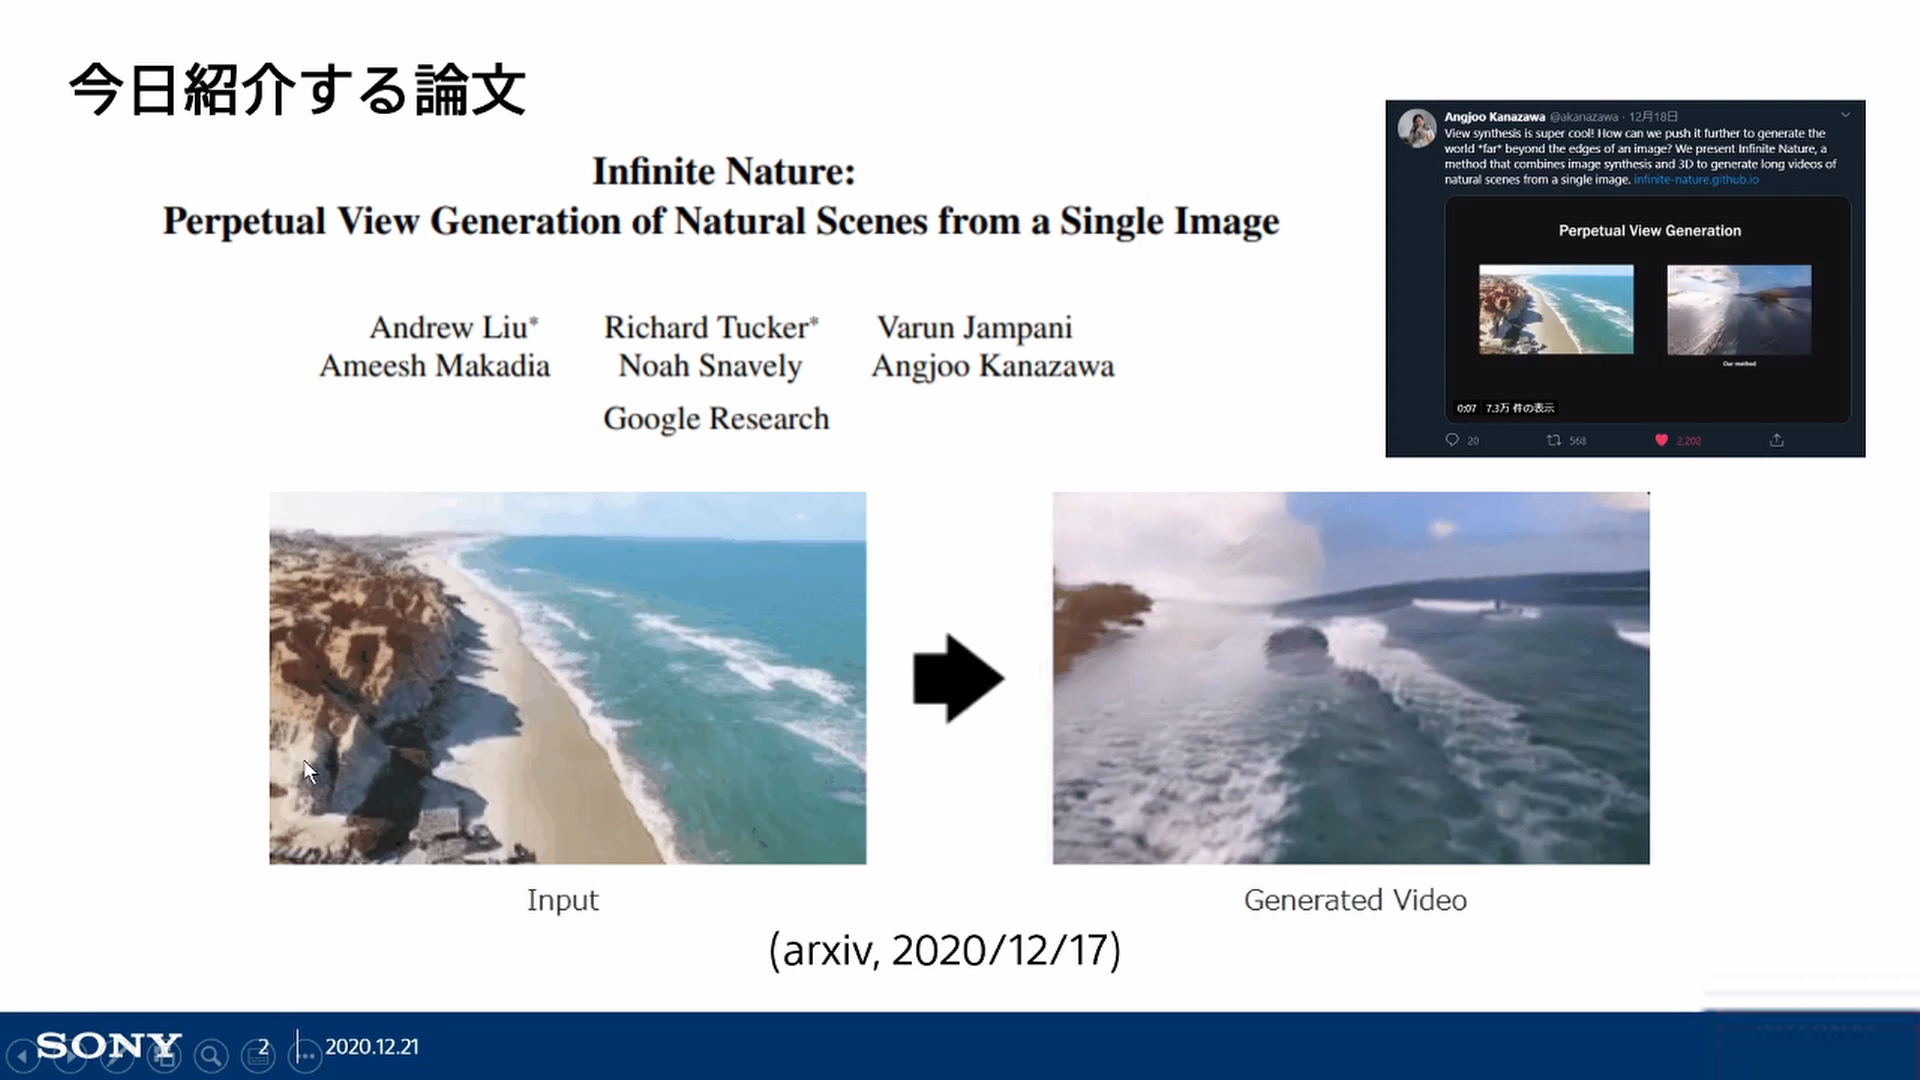 今日紹介する論文
Infinite Nature:
Perpetual View Generation of Natural Scenes from a Single Image
Andrew Liu* Richard Tucker* Varun Jampani
Ameesh Makadia Noah Snavely Angjoo Kanazawa
Google Research
Angjoo Kanazawa @akanazawa · 12月18日
View synthesis is super cool! How can we push it further to generate the
world *far* beyond the edges of an image? We present Infinite Nature, a
method that combines image synthesis and 3D to generate long videos of
natural scenes from a single image. infinite-nature.github.io
Perpetual View Generation
Our method
0:07 7.3万 件の表示
20 568 2,202
Input Generated Video
(arxiv, 2020/12/17)
SONY 2 2020.12.21